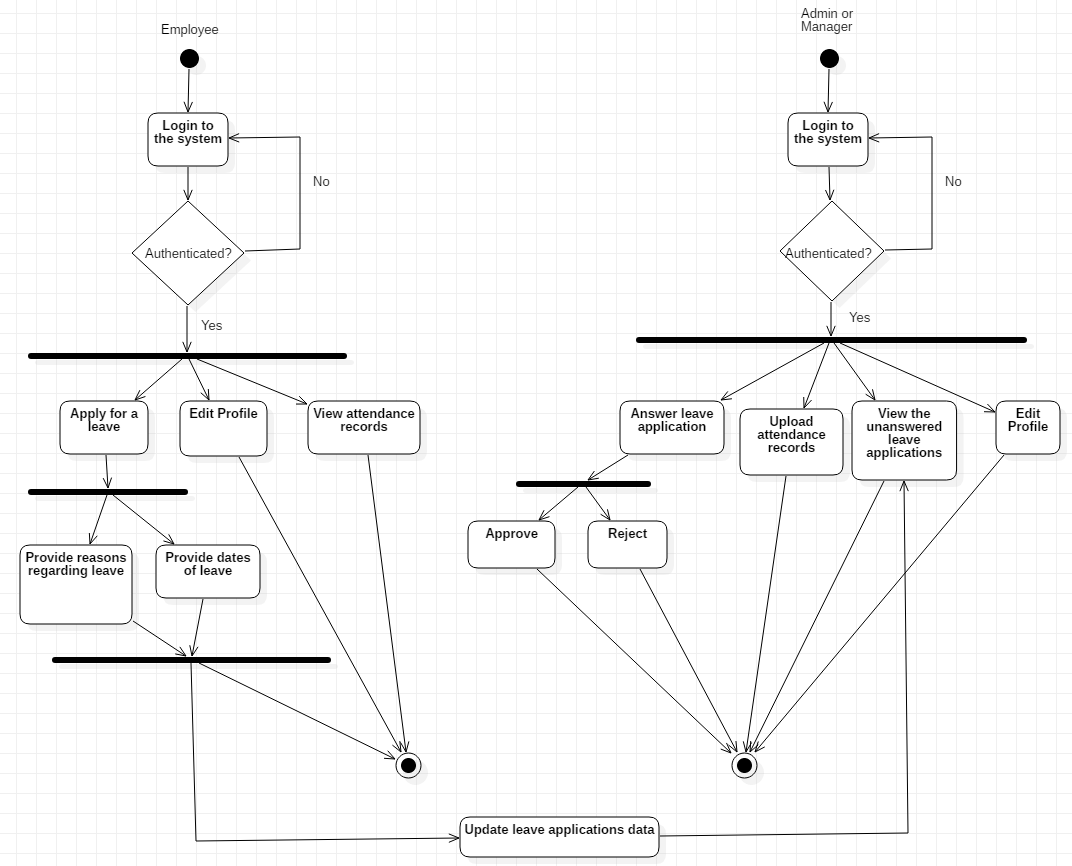 Employee
Admin or
Manager
Login to
the system
Login to
the system
No
No
Authenticated?
Authenticated?
Yes
Yes
Apply for a
leave
Edit Profile
View attendance
records
Answer leave
application
Upload
attendance
records
View the
unanswered
leave
applications
Edit
Profile
Approve
Reject
Provide reasons
regarding leave
Provide dates
of leave
Update leave applications data